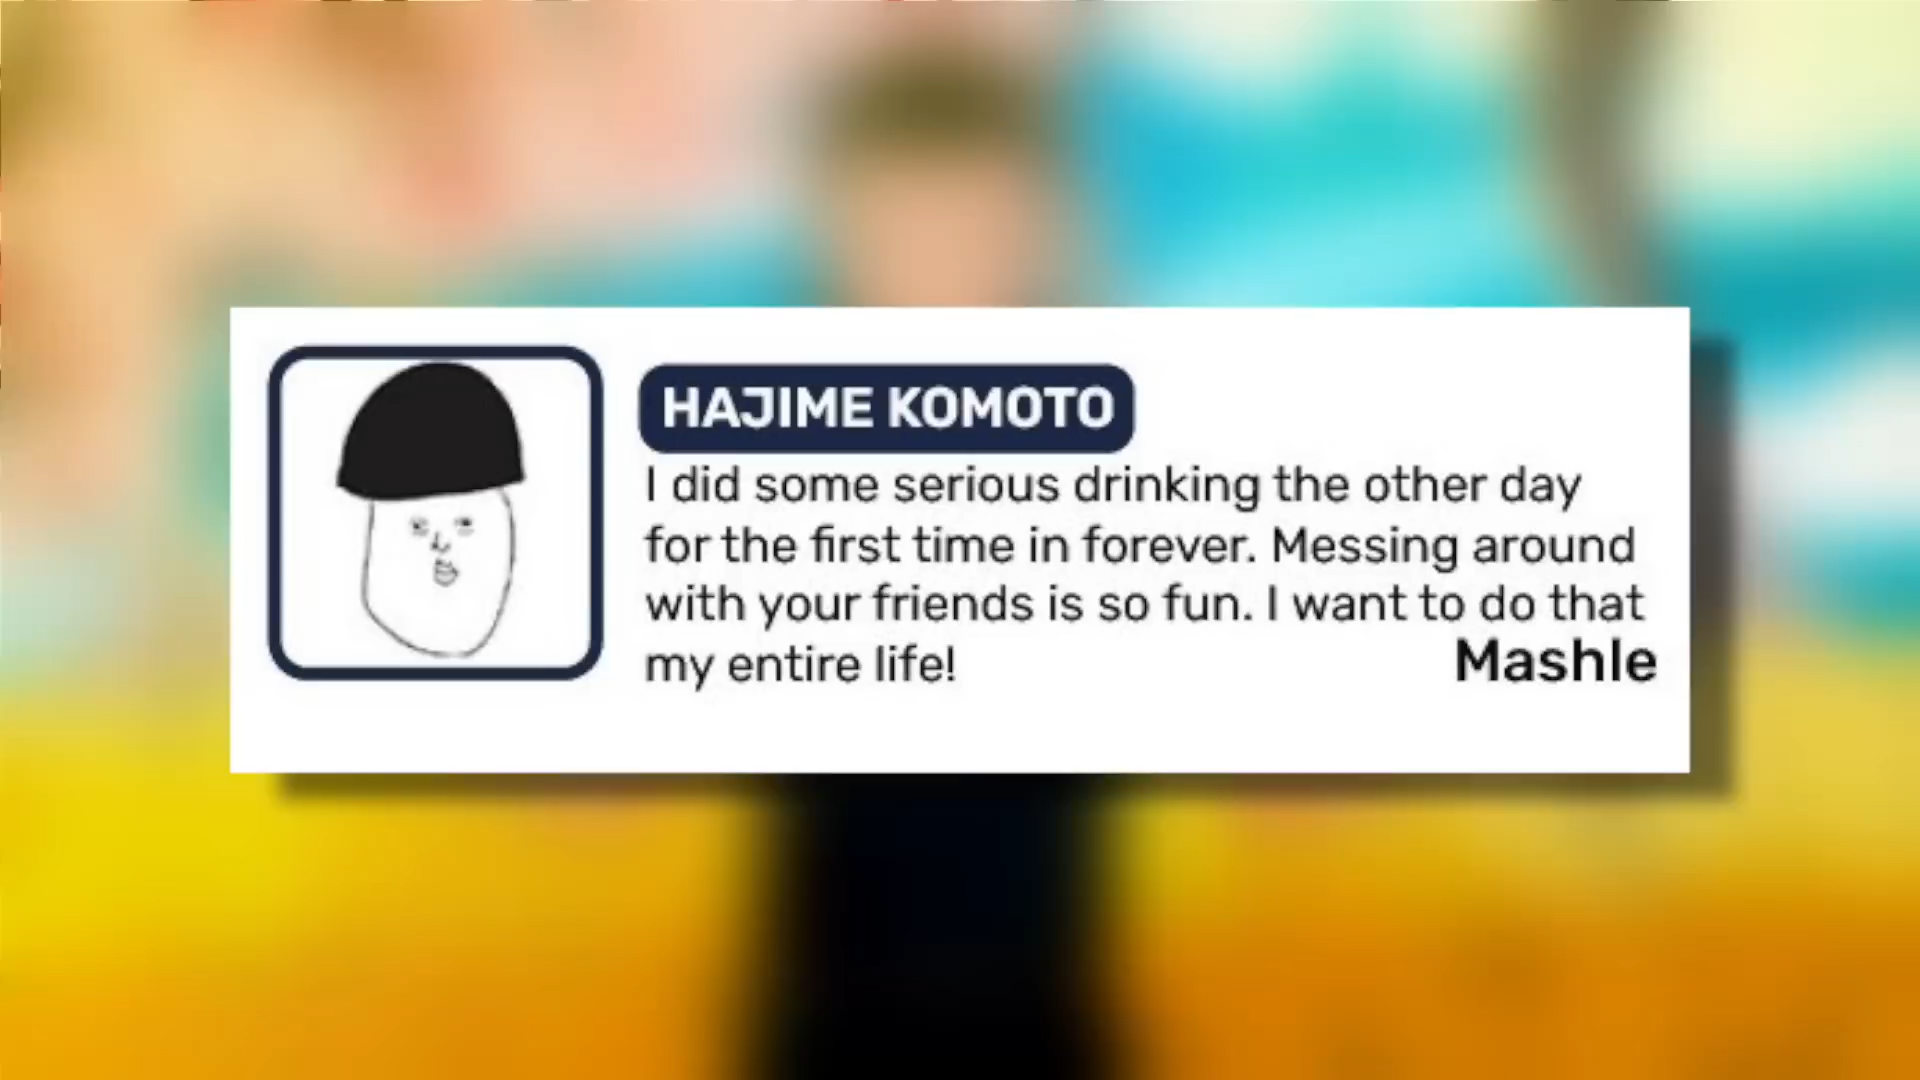 HAJIME KOMOTO
I did some serious drinking the other day
for the first time in forever. Messing around
with your friends is so fun. I want to do that
my entire life!
Mashle